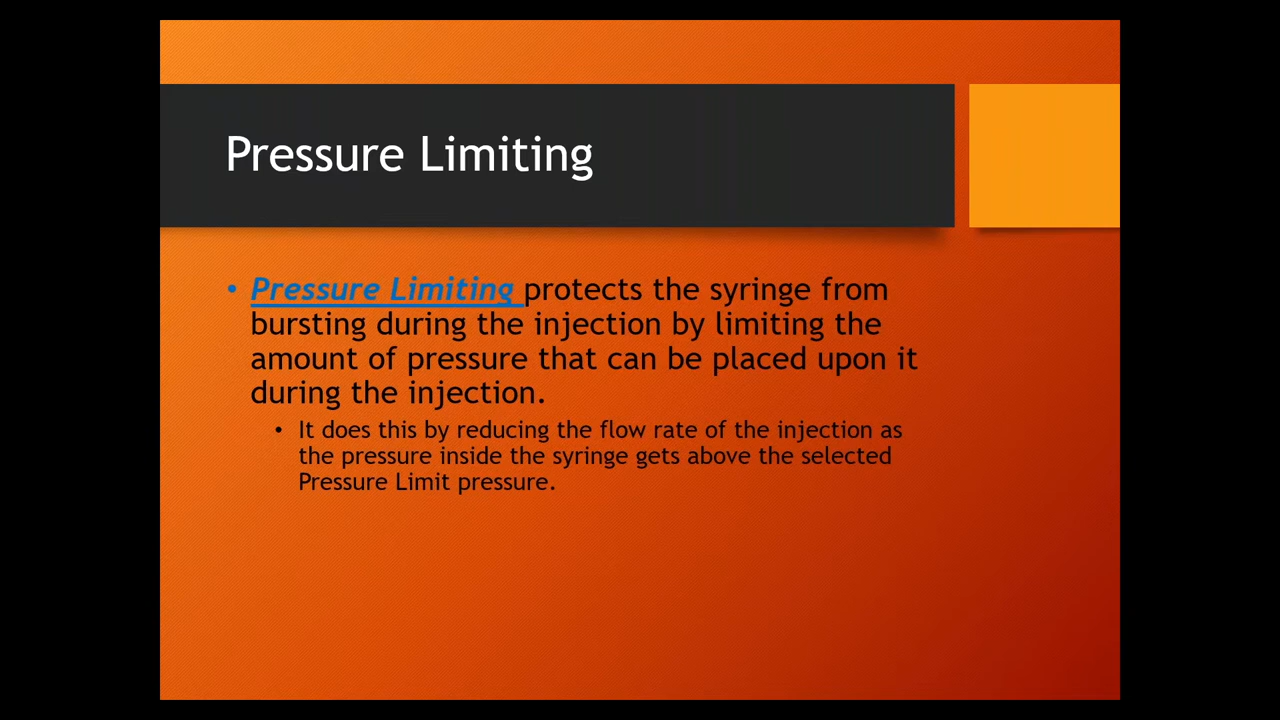 Pressure Limiting
• Pressure Limiting protects the syringe from
bursting during the injection by limiting the
amount of pressure that can be placed upon it
during the injection.
• It does this by reducing the flow rate of the injection as
the pressure inside the syringe gets above the selected
Pressure Limit pressure.